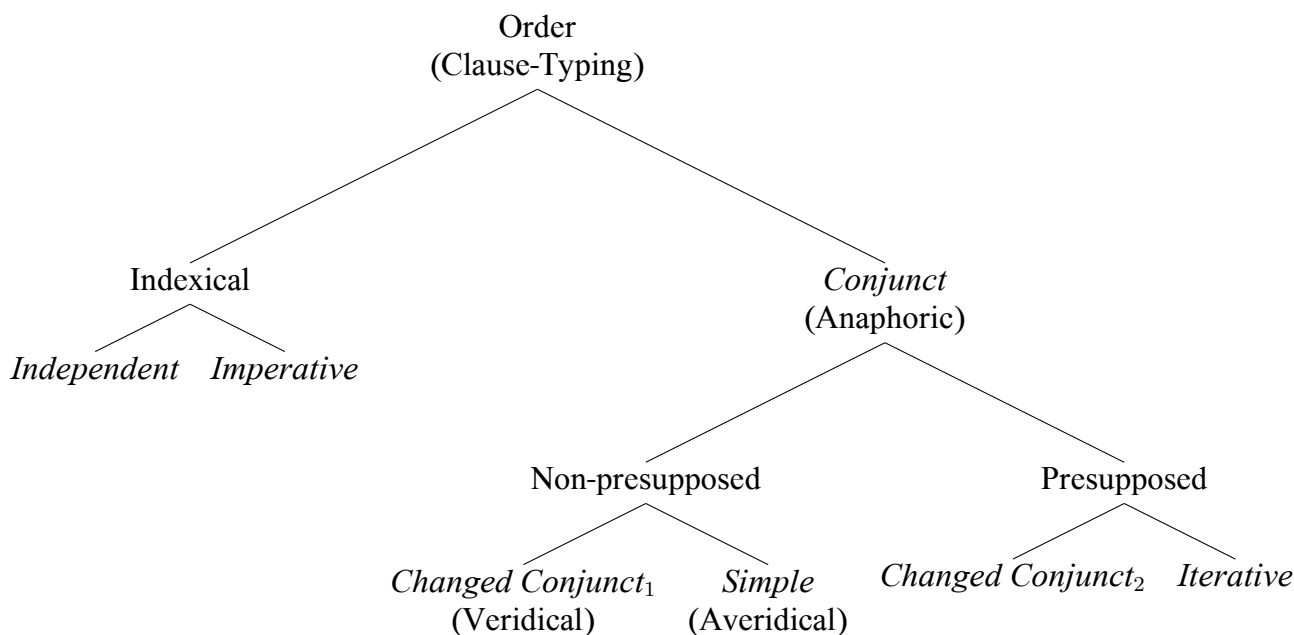 Order
(Clause-Typing)
Indexical
Conjunct
(Anaphoric)
Independent Imperative
Non-presupposed Presupposed
Changed Conjunct₁ Simple Changed Conjunct₂ Iterative
(Veridical) (Averidical)